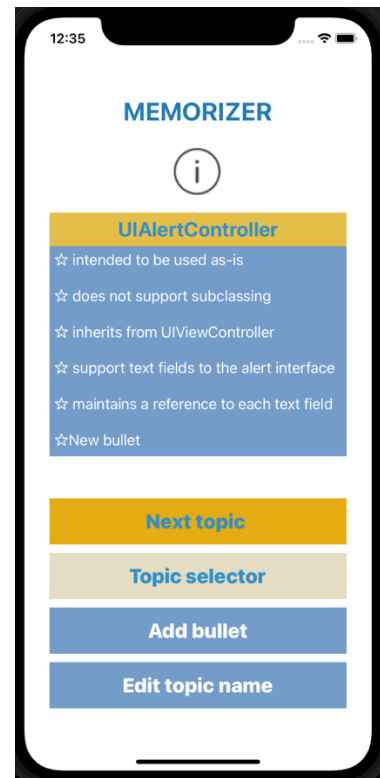 12:35
MEMORIZER
i
UIAlertController
☆ intended to be used as-is
☆ does not support subclassing
☆ inherits from UIViewController
☆ support text fields to the alert interface
☆ maintains a reference to each text field
☆New bullet
Next topic
Topic selector
Add bullet
Edit topic name